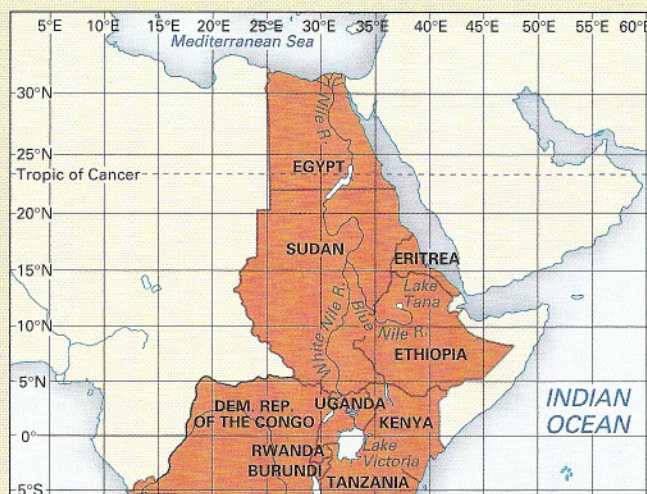 5°E 10°E 15°E 20°E 25°E 30°E 35°E 40°E 45°E 50°E 55°E 60°E
Mediterranean Sea
30°N
Nile R.
25°N
EGYPT
Tropic of Cancer
20°N
SUDAN
ERITREA
15°N
Lake
Tana
10°N
White Nile R.
Blue Nile R.
ETHIOPIA
5°N
DEM. REP.
OF THE CONGO
UGANDA
KENYA
INDIAN
OCEAN
0°
RWANDA
Lake
Victoria
BURUNDI
TANZANIA
5°S